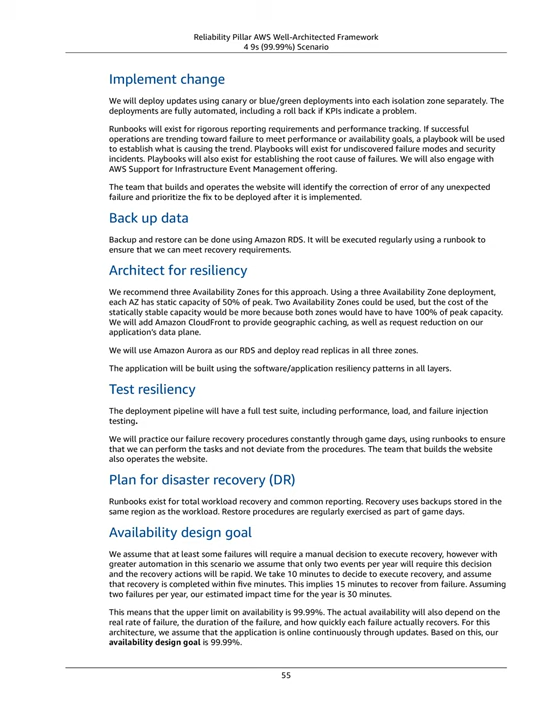 Reliability Pillar AWS Well-Architected Framework
4 9s (99.99%) Scenario
Implement change
We will deploy updates using canary or blue/green deployments into each isolation zone separately. The
deployments are fully automated, including a roll back if KPIs indicate a problem.
Runbooks will exist for rigorous reporting requirements and performance tracking. If successful
operations are trending toward failure to meet performance or availability goals, a playbook will be used
to establish what is causing the trend. Playbooks will exist for undiscovered failure modes and security
incidents. Playbooks will also exist for establishing the root cause of failures. We will also engage with
AWS Support for Infrastructure Event Management offering.
The team that builds and operates the website will identify the correction of error of any unexpected
failure and prioritize the fix to be deployed after it is implemented.
Back up data
Backup and restore can be done using Amazon RDS. It will be executed regularly using a runbook to
ensure that we can meet recovery requirements.
Architect for resiliency
We recommend three Availability Zones for this approach. Using a three Availability Zone deployment,
each AZ has static capacity of 50% of peak. Two Availability Zones could be used, but the cost of the
statically stable capacity would be more because both zones would have to have 100% of peak capacity.
We will add Amazon CloudFront to provide geographic caching, as well as request reduction on our
application's data plane.
We will use Amazon Aurora as our RDS and deploy read replicas in all three zones.
The application will be built using the software/application resiliency patterns in all layers.
Test resiliency
The deployment pipeline will have a full test suite, including performance, load, and failure injection
testing.
We will practice our failure recovery procedures constantly through game days, using runbooks to ensure
that we can perform the tasks and not deviate from the procedures. The team that builds the website
also operates the website.
Plan for disaster recovery (DR)
Runbooks exist for total workload recovery and common reporting. Recovery uses backups stored in the
same region as the workload. Restore procedures are regularly exercised as part of game days.
Availability design goal
We assume that at least some failures will require a manual decision to execute recovery, however with
greater automation in this scenario we assume that only two events per year will require this decision
and the recovery actions will be rapid. We take 10 minutes to decide to execute recovery, and assume
that recovery is completed within five minutes. This implies 15 minutes to recover from failure. Assuming
two failures per year, our estimated impact time for the year is 30 minutes.
This means that the upper limit on availability is 99.99%. The actual availability will also depend on the
real rate of failure, the duration of the failure, and how quickly each failure actually recovers. For this
architecture, we assume that the application is online continuously through updates. Based on this, our
availability design goal is 99.99%.
55